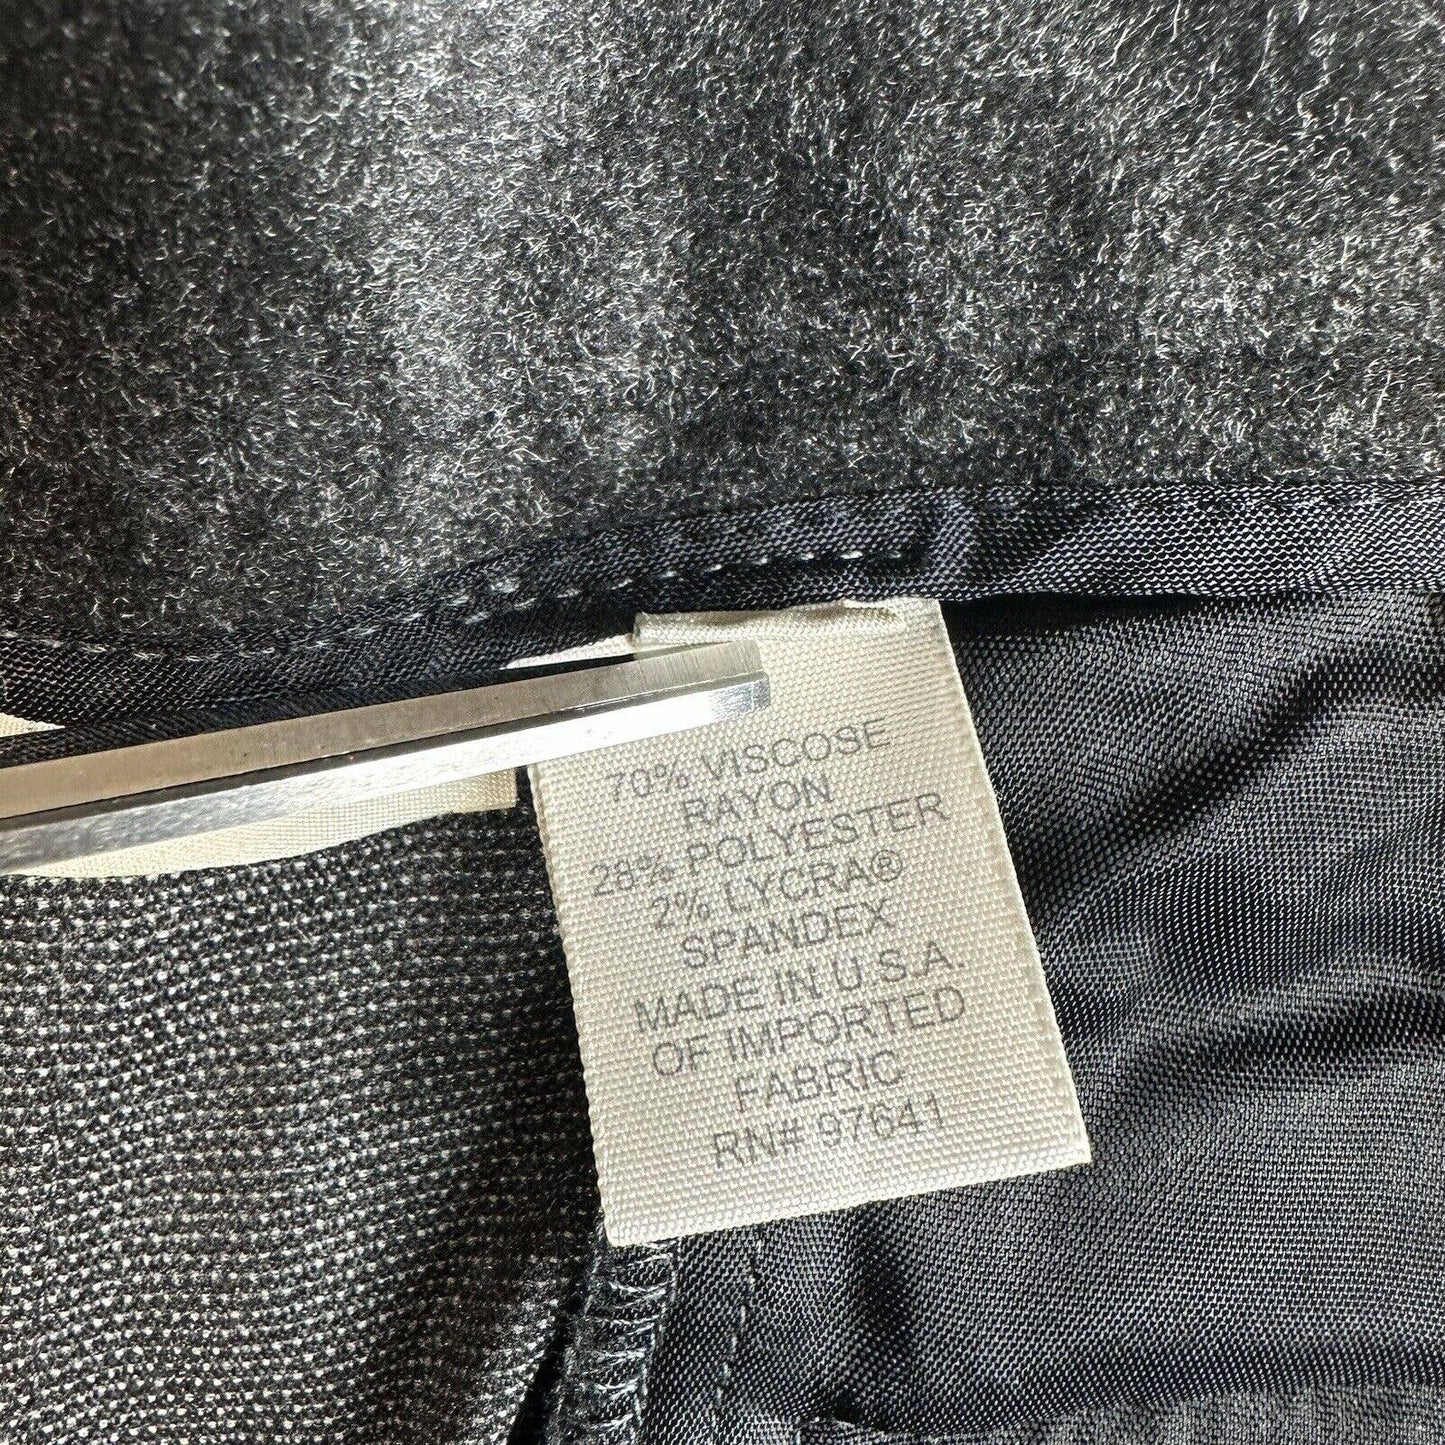 70% VISCOSE
RAYON
28% POLYESTER
2% LYCRA®
SPANDEX
MADE IN U.S.A.
OF IMPORTED
FABRIC
RN# 97641